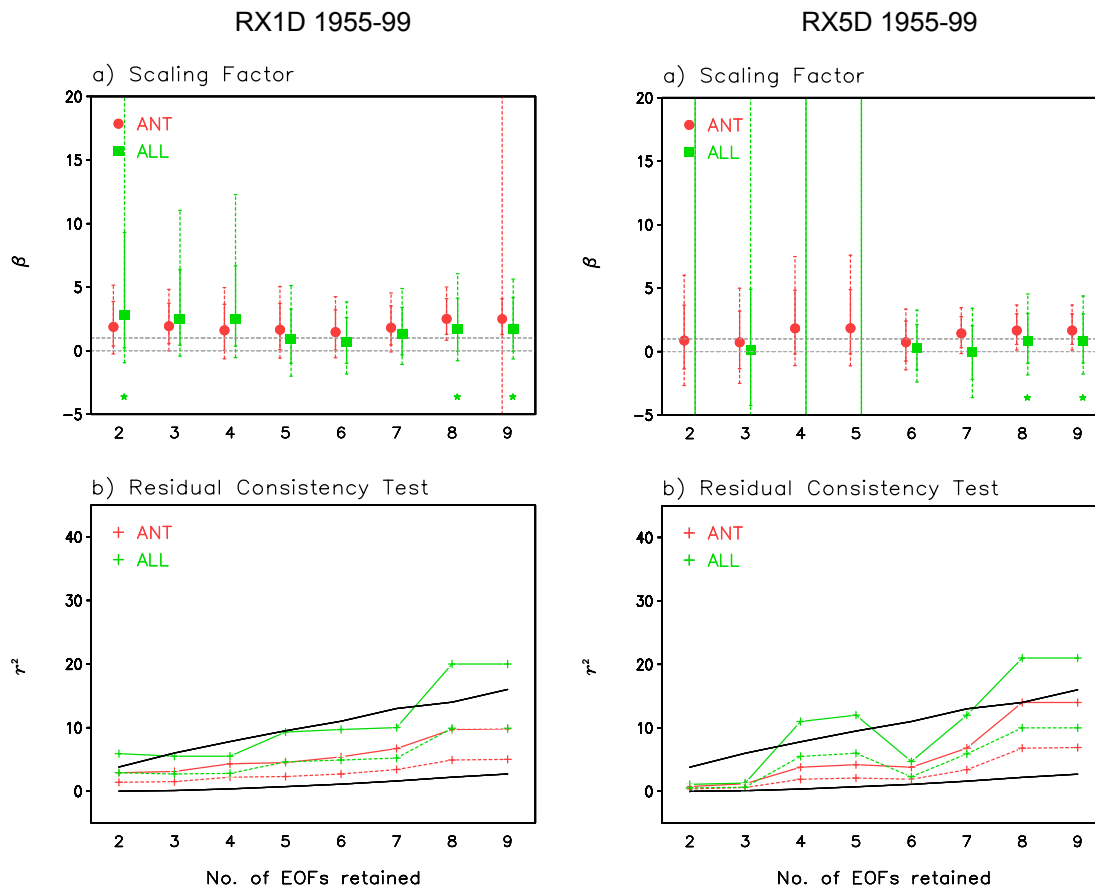 RX1D 1955-99
a) Scaling Factor
ANT
ALL
β
20
15
10
5
0
−5
2 3 4 5 6 7 8 9
b) Residual Consistency Test
ANT
ALL
r²
40
30
20
10
0
2 3 4 5 6 7 8 9
No. of EOFs retained
RX5D 1955-99
a) Scaling Factor
ANT
ALL
β
20
15
10
5
0
−5
2 3 4 5 6 7 8 9
b) Residual Consistency Test
ANT
ALL
r²
40
30
20
10
0
2 3 4 5 6 7 8 9
No. of EOFs retained